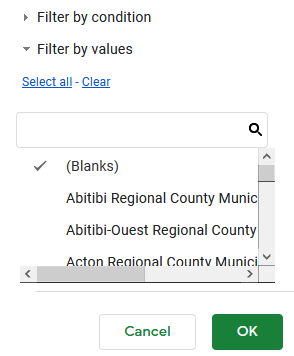 Filter by condition
Filter by values
Select all - Clear
(Blanks)
Abitibi Regional County Munic
Abitibi-Ouest Regional County
Acton Regional County Munici
Cancel OK